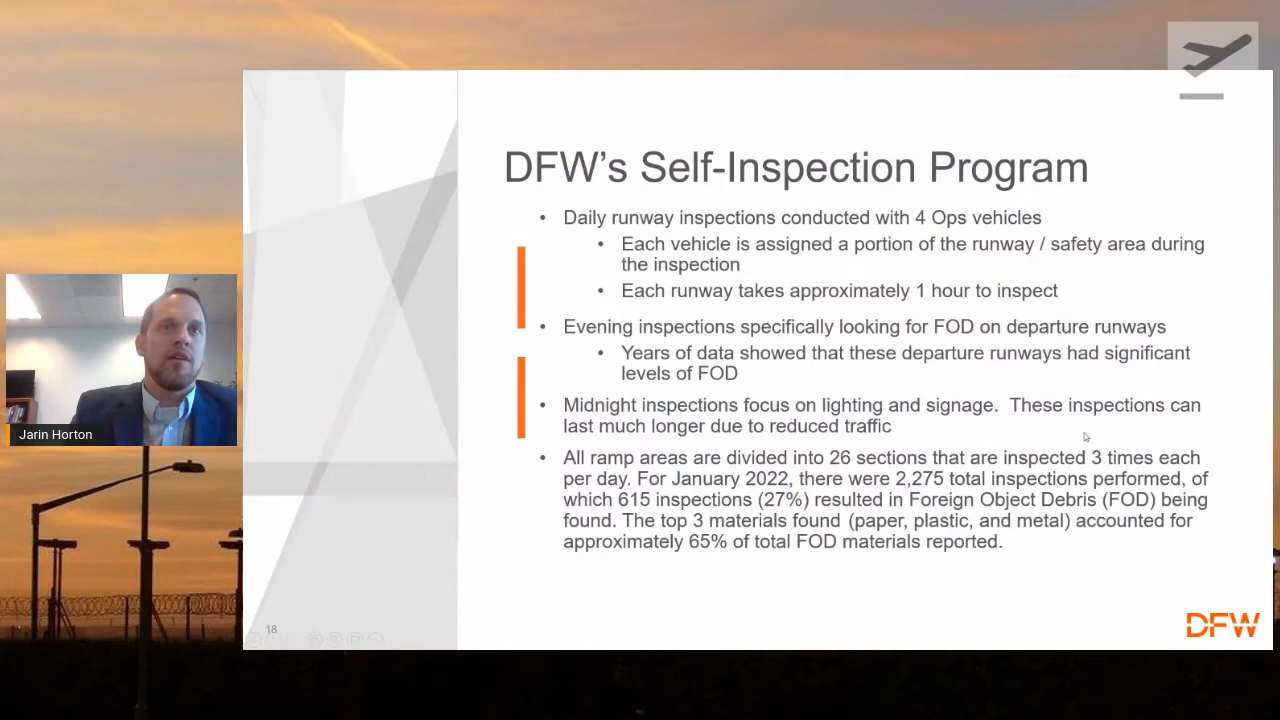 DFW’s Self-Inspection Program
• Daily runway inspections conducted with 4 Ops vehicles
• Each vehicle is assigned a portion of the runway / safety area during
the inspection
• Each runway takes approximately 1 hour to inspect
• Evening inspections specifically looking for FOD on departure runways
• Years of data showed that these departure runways had significant
levels of FOD
• Midnight inspections focus on lighting and signage.  These inspections can
last much longer due to reduced traffic
• All ramp areas are divided into 26 sections that are inspected 3 times each
per day. For January 2022, there were 2,275 total inspections performed, of
which 615 inspections (27%) resulted in Foreign Object Debris (FOD) being
found. The top 3 materials found (paper, plastic, and metal) accounted for
approximately 65% of total FOD materials reported.
Jarin Horton
18
DFW